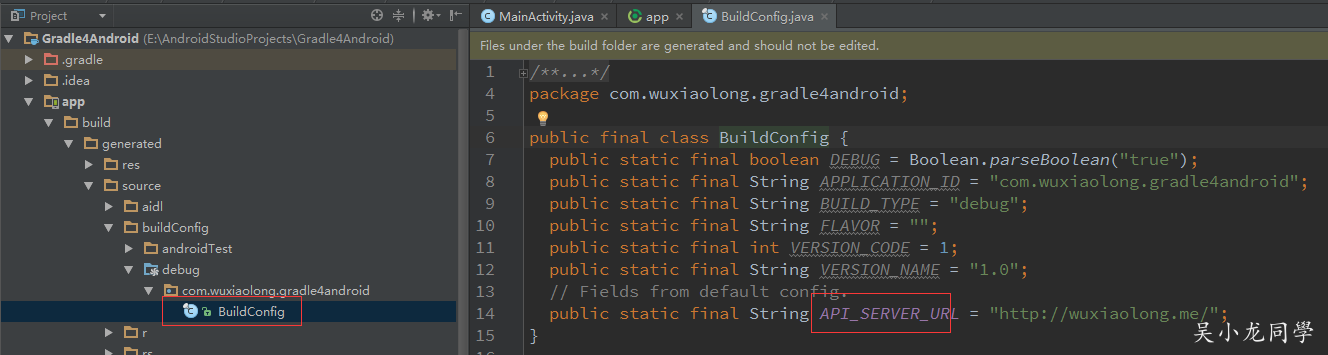 Project
Gradle4Android (E:\AndroidStudioProjects\Gradle4Android)
.gradle
.idea
app
build
generated
res
source
aidl
buildConfig
androidTest
debug
com.wuxiaolong.gradle4android
BuildConfig
r
rs
MainActivity.java
app
BuildConfig.java
Files under the build folder are generated and should not be edited.
1 /**...*/
4 package com.wuxiaolong.gradle4android;
5
6 public final class BuildConfig {
7 public static final boolean DEBUG = Boolean.parseBoolean("true");
8 public static final String APPLICATION_ID = "com.wuxiaolong.gradle4android";
9 public static final String BUILD_TYPE = "debug";
10 public static final String FLAVOR = "";
11 public static final int VERSION_CODE = 1;
12 public static final String VERSION_NAME = "1.0";
13 // Fields from default config.
14 public static final String API_SERVER_URL = "http://wuxiaolong.me/";
15 }
吴小龙同學